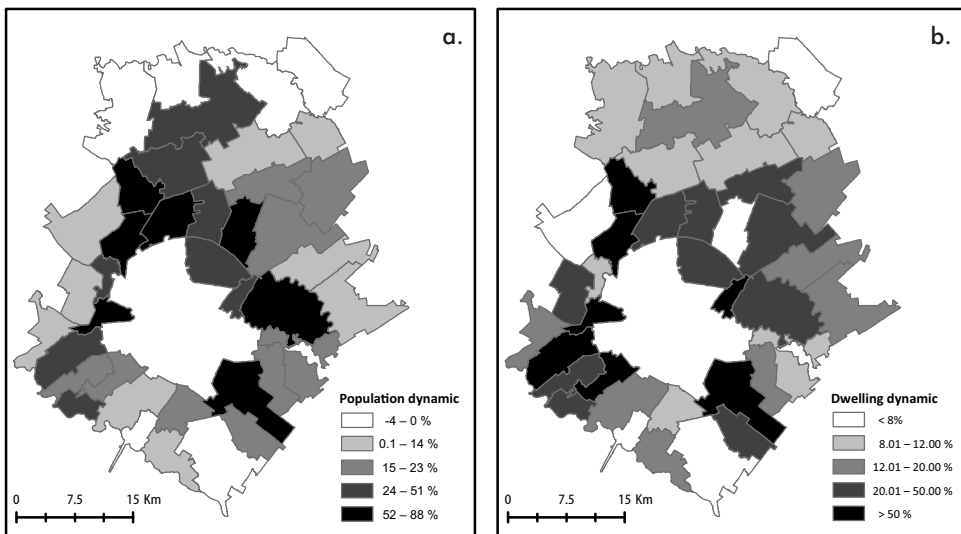 a.
Population dynamic
-4 – 0 %
0.1 – 14 %
15 – 23 %
24 – 51 %
52 – 88 %
0 7.5 15 Km
b.
Dwelling dynamic
< 8%
8.01 – 12.00 %
12.01 – 20.00 %
20.01 – 50.00 %
> 50 %
0 7.5 15 Km